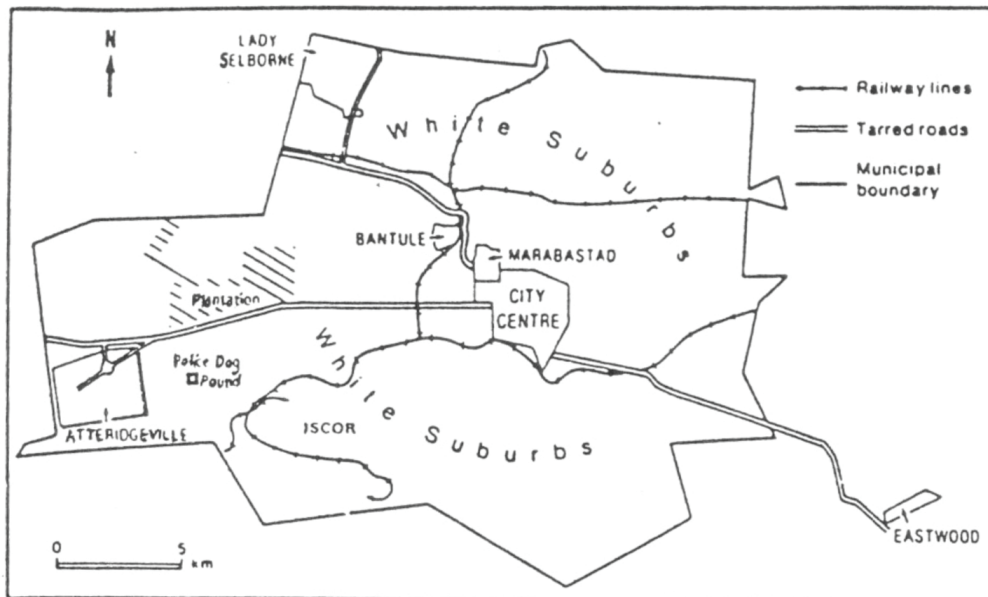 N
LADY
SELBORNE
Railway lines
Tarred roads
Municipal
boundary
White Suburbs
BANTULE
MARABASTAD
CITY
CENTRE
Plantation
Police Dog
Pound
White Suburbs
ISCOR
ATTERIDGEVILLE
EASTWOOD
0 5
km